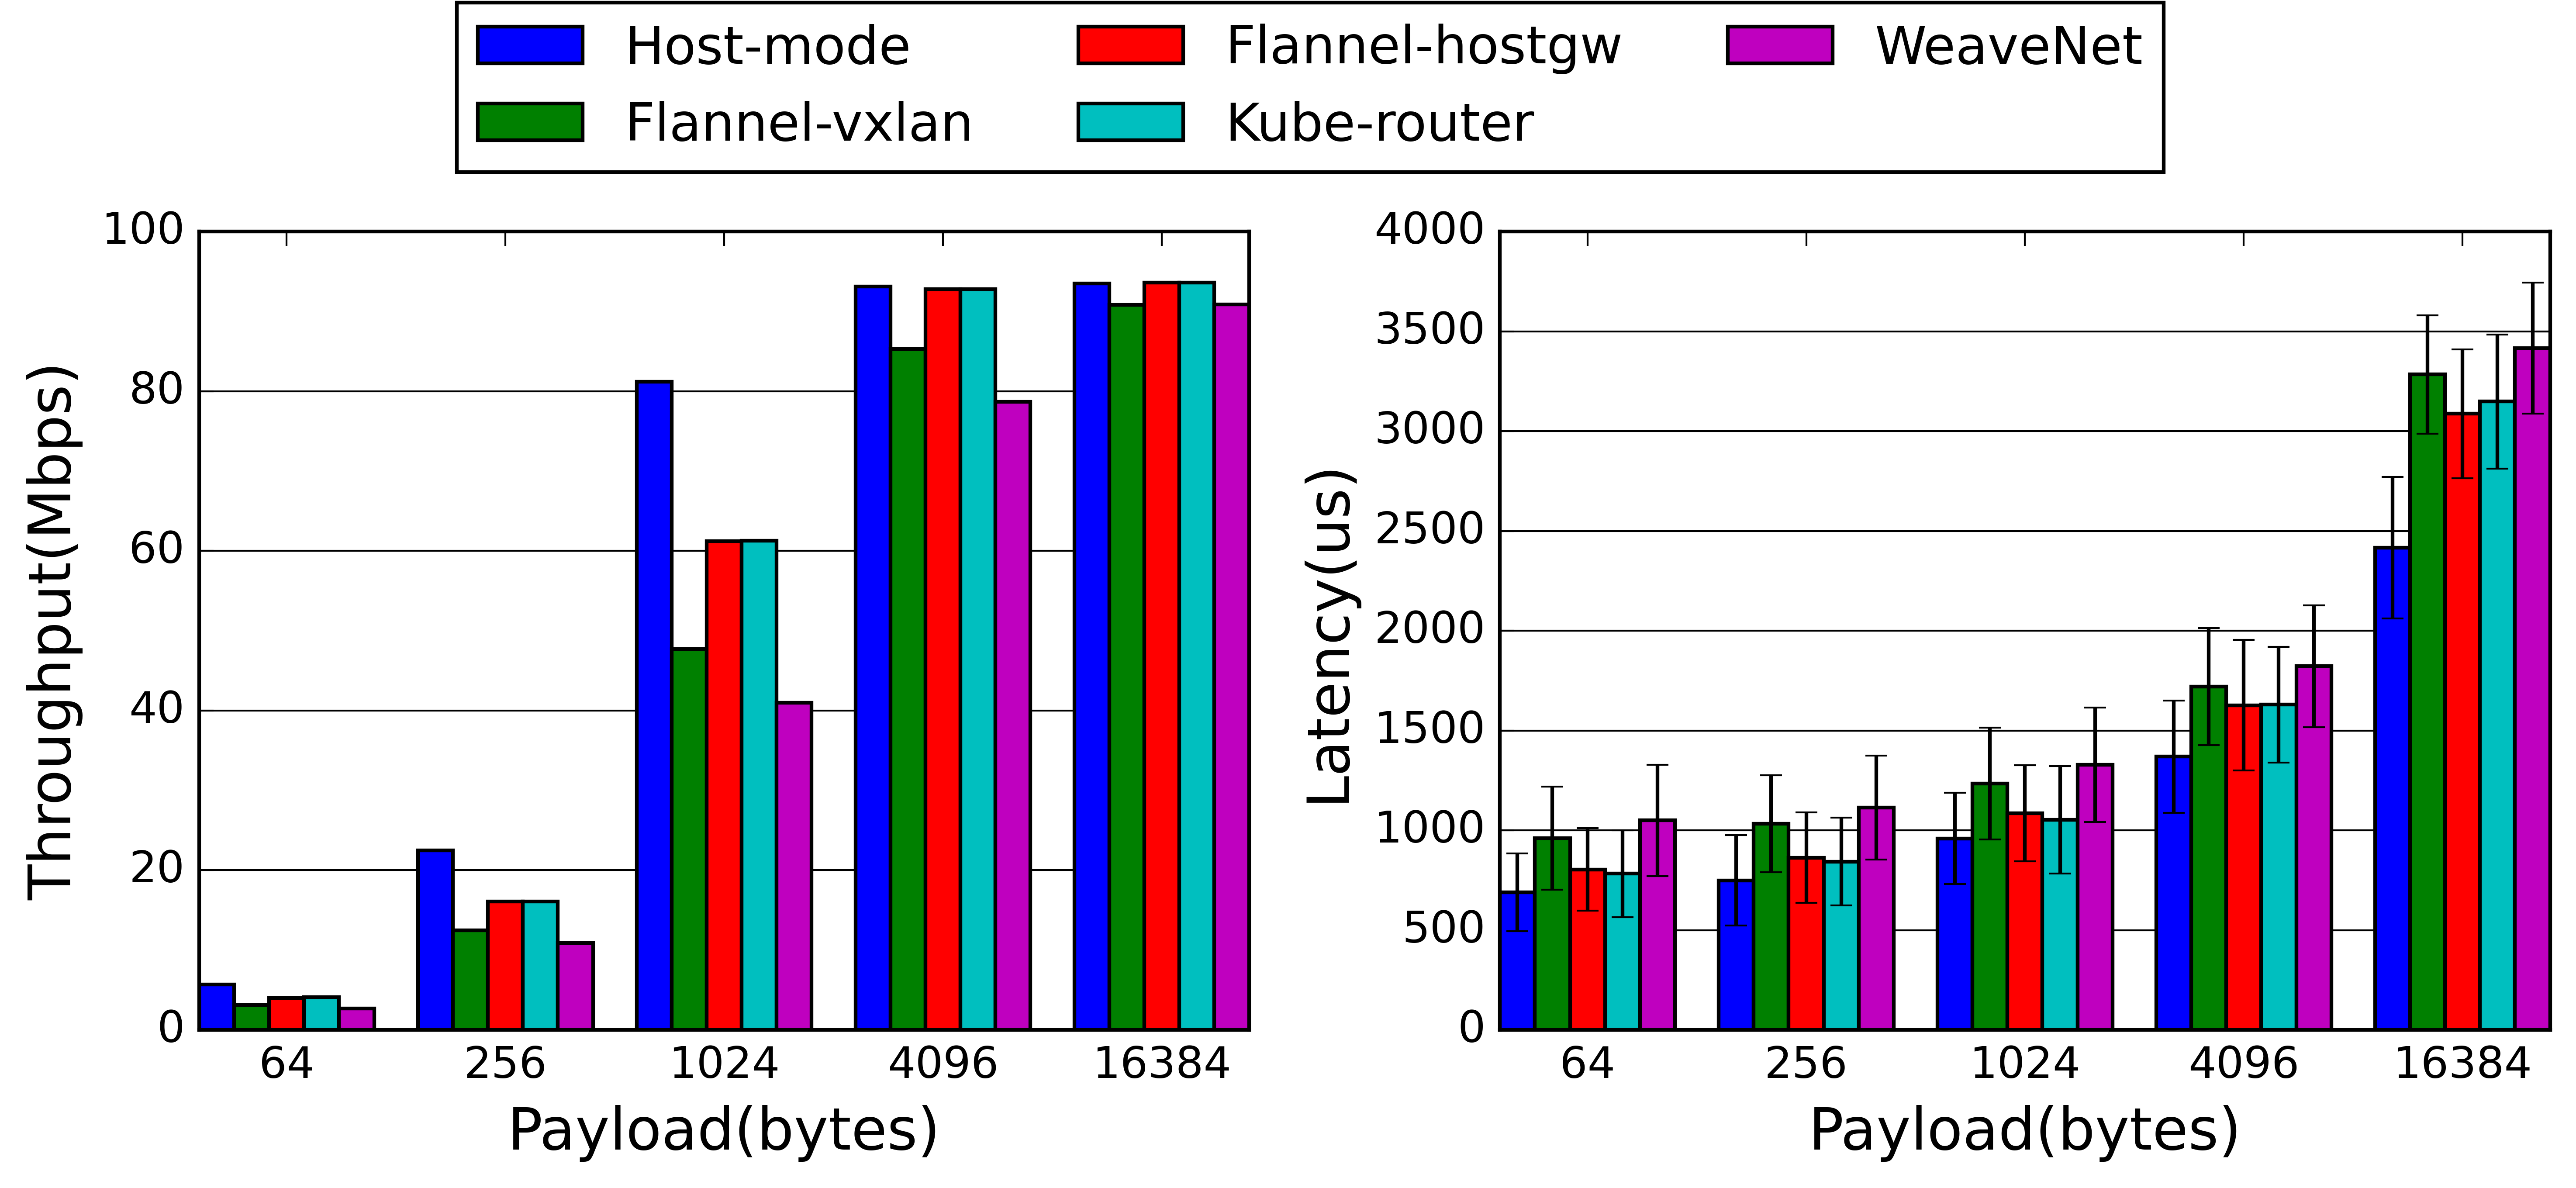 Host-mode Flannel-hostgw WeaveNet
Flannel-vxlan Kube-router
Throughput(Mbps)
100
80
60
40
20
0
64 256 1024 4096 16384
Payload(bytes)
Latency(us)
4000
3500
3000
2500
2000
1500
1000
500
0
64 256 1024 4096 16384
Payload(bytes)